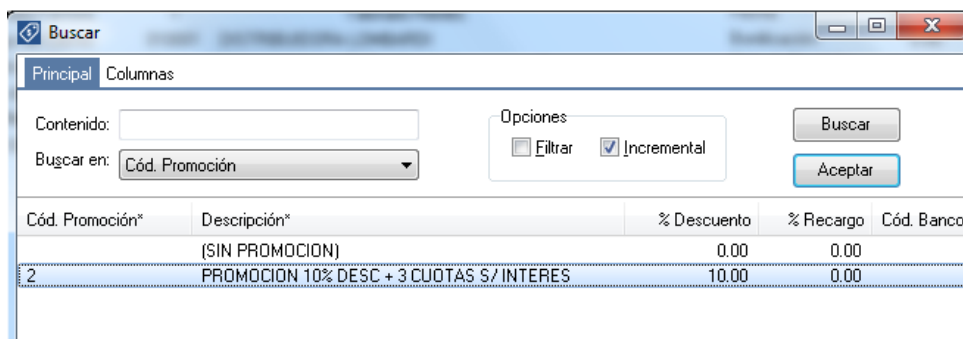 Buscar
Principal Columnas
Contenido:
Opciones
Buscar
Filtrar Incremental
Buscar en: Cód. Promoción
Aceptar
Cód. Promoción* Descripción* % Descuento % Recargo Cód. Banco
(SIN PROMOCION) 0.00 0.00
2 PROMOCION 10% DESC + 3 CUOTAS S/ INTERES 10.00 0.00